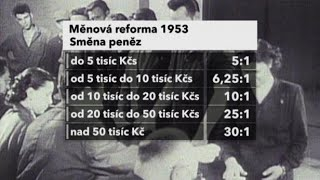 Měnová reforma 1953
Směna peněz
do 5 tisíc Kčs 5:1
od 5 tisíc do 10 tisíc Kčs 6,25:1
od 10 tisíc do 20 tisíc Kčs 10:1
od 20 tisíc do 50 tisíc Kčs 25:1
nad 50 tisíc Kč 30:1